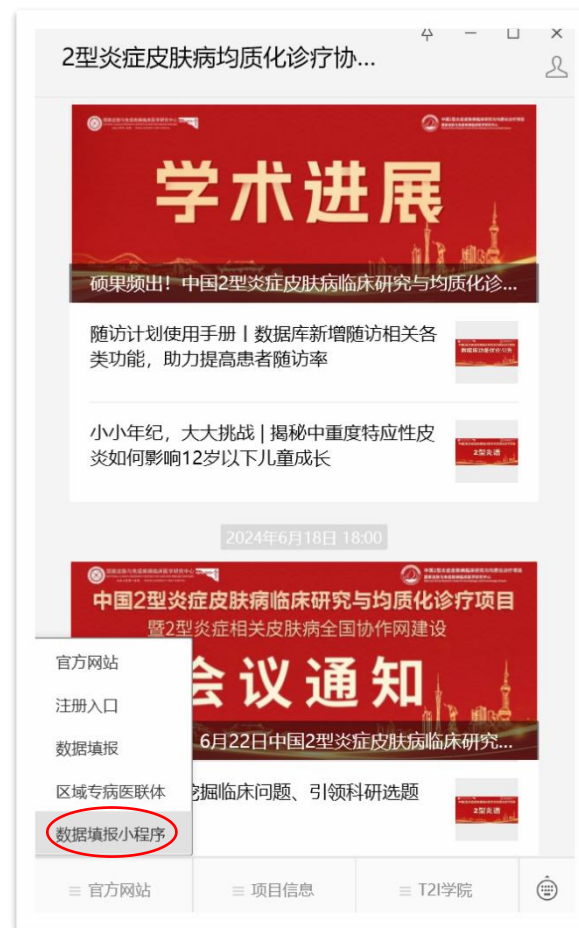 2型炎症皮肤病均质化诊疗协...
学术进展
硕果频出！中国2型炎症皮肤病临床研究与均质化诊...
随访计划使用手册丨数据库新增随访相关各
类功能，助力提高患者随访率
小小年纪，大大挑战 | 揭秘中重度特应性皮
炎如何影响12岁以下儿童成长
2型炎谱
2024年6月18日 18:00
中国2型炎症皮肤病临床研究与均质化诊疗项目
暨2型炎症相关皮肤病全国协作网建设
会议通知
6月22日中国2型炎症皮肤病临床研究...
挖掘临床问题、引领科研选题
2型炎谱
官方网站
注册入口
数据填报
区域专病医联体
数据填报小程序
官方网站
项目信息
T2I学院